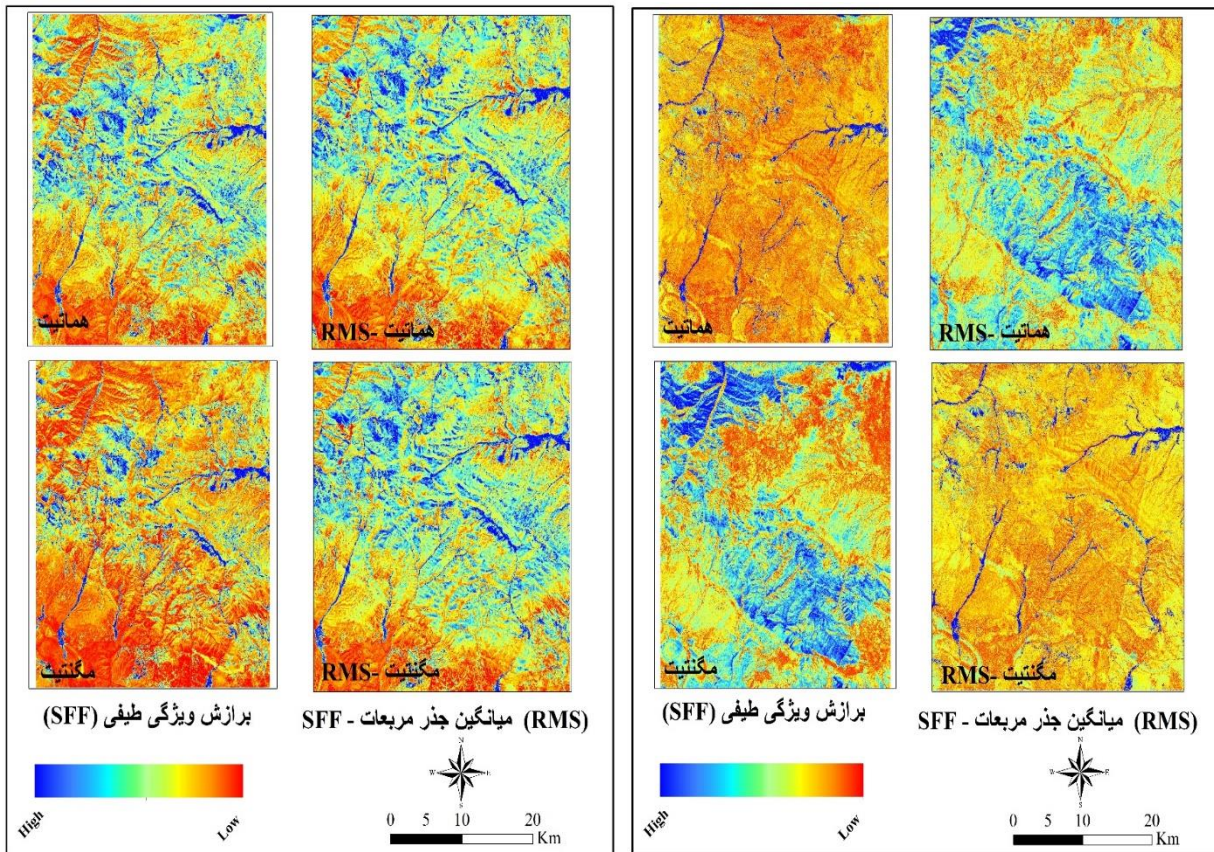 هماتیت
RMS- هماتیت
مگنتیت
RMS- مگنتیت
برازش ویژگی طیفی (SFF)
(RMS) میانگین جذر مربعات - SFF
High
Low
N
W
E
S
0 5 10 20
Km
هماتیت
RMS- هماتیت
مگنتیت
RMS- مگنتیت
برازش ویژگی طیفی (SFF)
(RMS) میانگین جذر مربعات - SFF
High
Low
N
W
E
S
0 5 10 20
Km